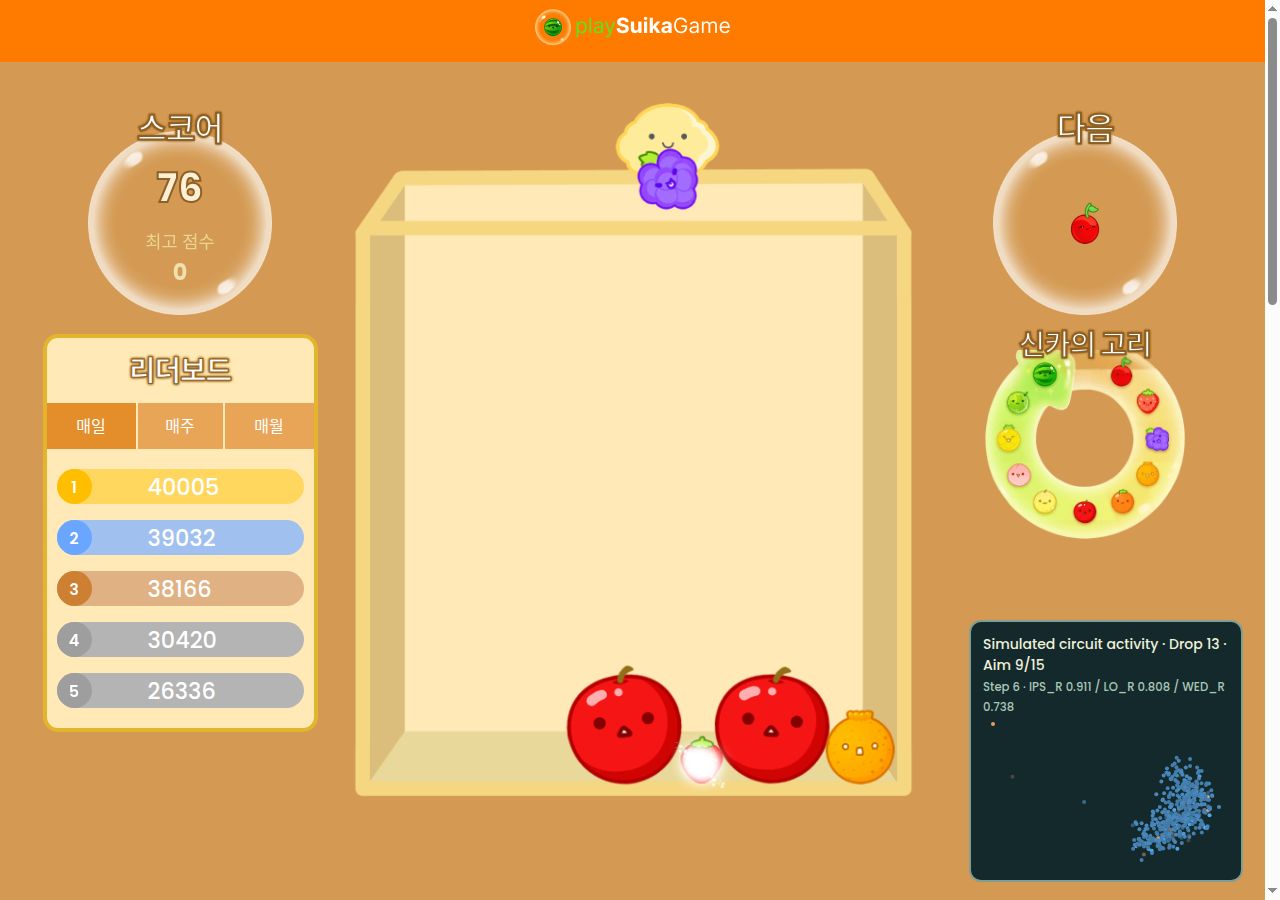 playSuikaGame
스코어
76
최고 점수
0
다음
신카의 고리
리더보드
매일 매주 매월
1 40005
2 39032
3 38166
4 30420
5 26336
Simulated circuit activity · Drop 13 ·
Aim 9/15
Step 6 · IPS_R 0.911 / LO_R 0.808 / WED_R
0.738